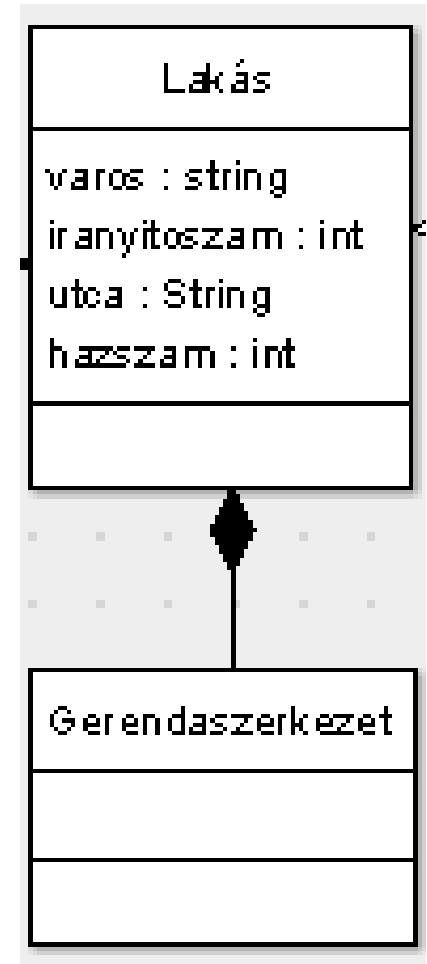 Lakás
varos : string
iranyitoszam : int
utca : String
hazszam : int
Gerendaszerkezet